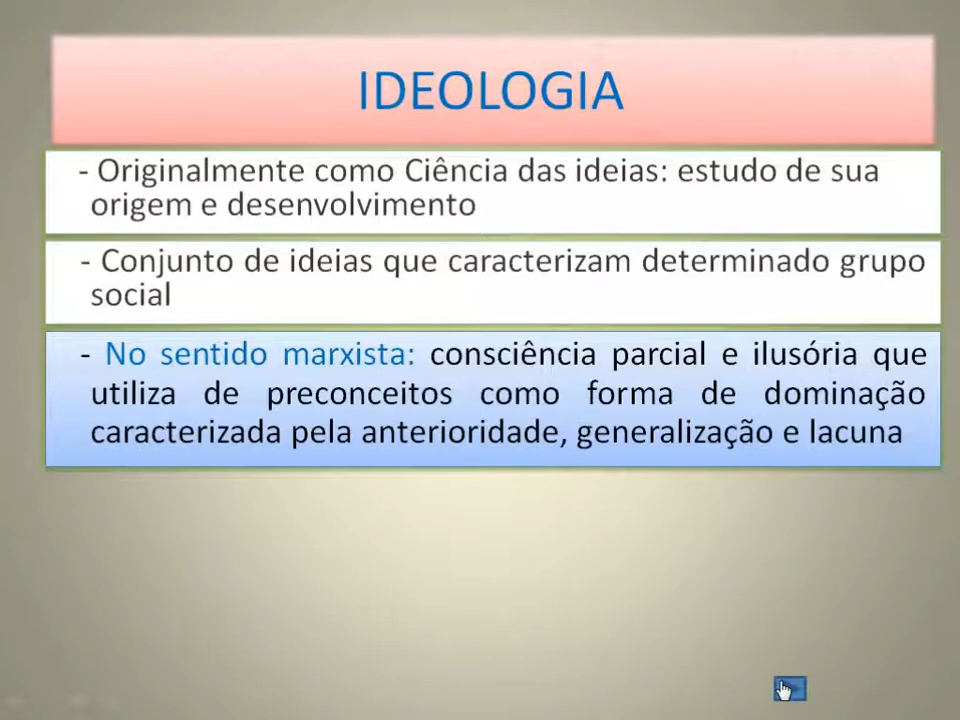 IDEOLOGIA
- Originalmente como Ciência das ideias: estudo de sua
origem e desenvolvimento
- Conjunto de ideias que caracterizam determinado grupo
social
- No sentido marxista: consciência parcial e ilusória que
utiliza de preconceitos como forma de dominação
caracterizada pela anterioridade, generalização e lacuna